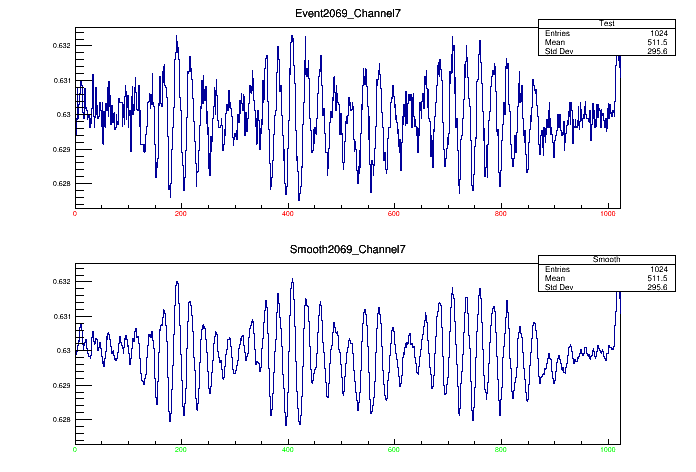 Event2069_Channel7
Test
Entries 1024
Mean 511.5
Std Dev 295.6
0.632
0.631
0.63
0.629
0.628
0 200 400 600 800 1000
Smooth2069_Channel7
Smooth
Entries 1024
Mean 511.5
Std Dev 295.6
0.632
0.631
0.63
0.629
0.628
0 200 400 600 800 1000